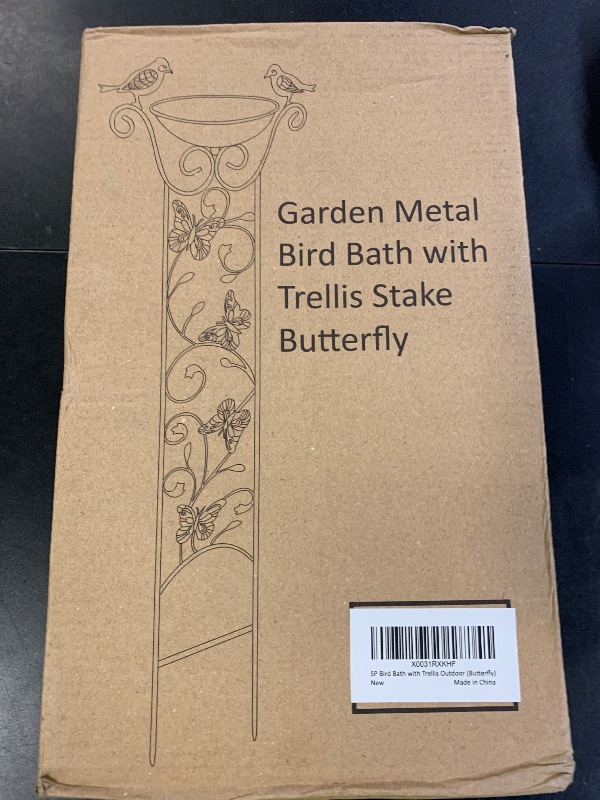 Garden Metal
Bird Bath with
Trellis Stake
Butterfly
X0031RXKHF
SP Bird Bath with Trellis Outdoor (Butterfly)
New Made in China